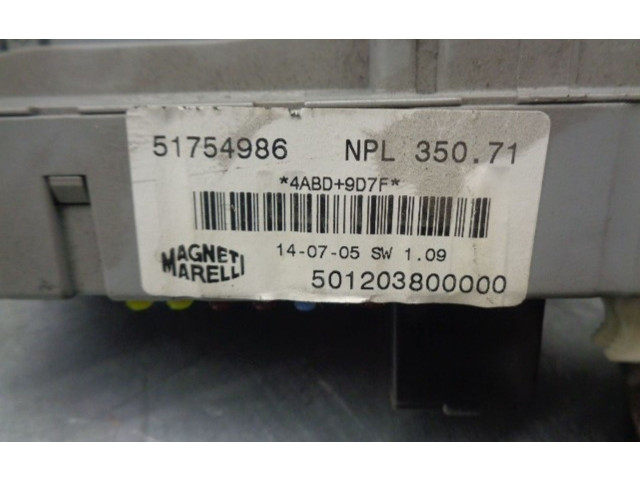 51754986 NPL 350.71
*4ABD+9D7F*
MAGNETI
MARELLI
14-07-05 SW 1.09
501203800000